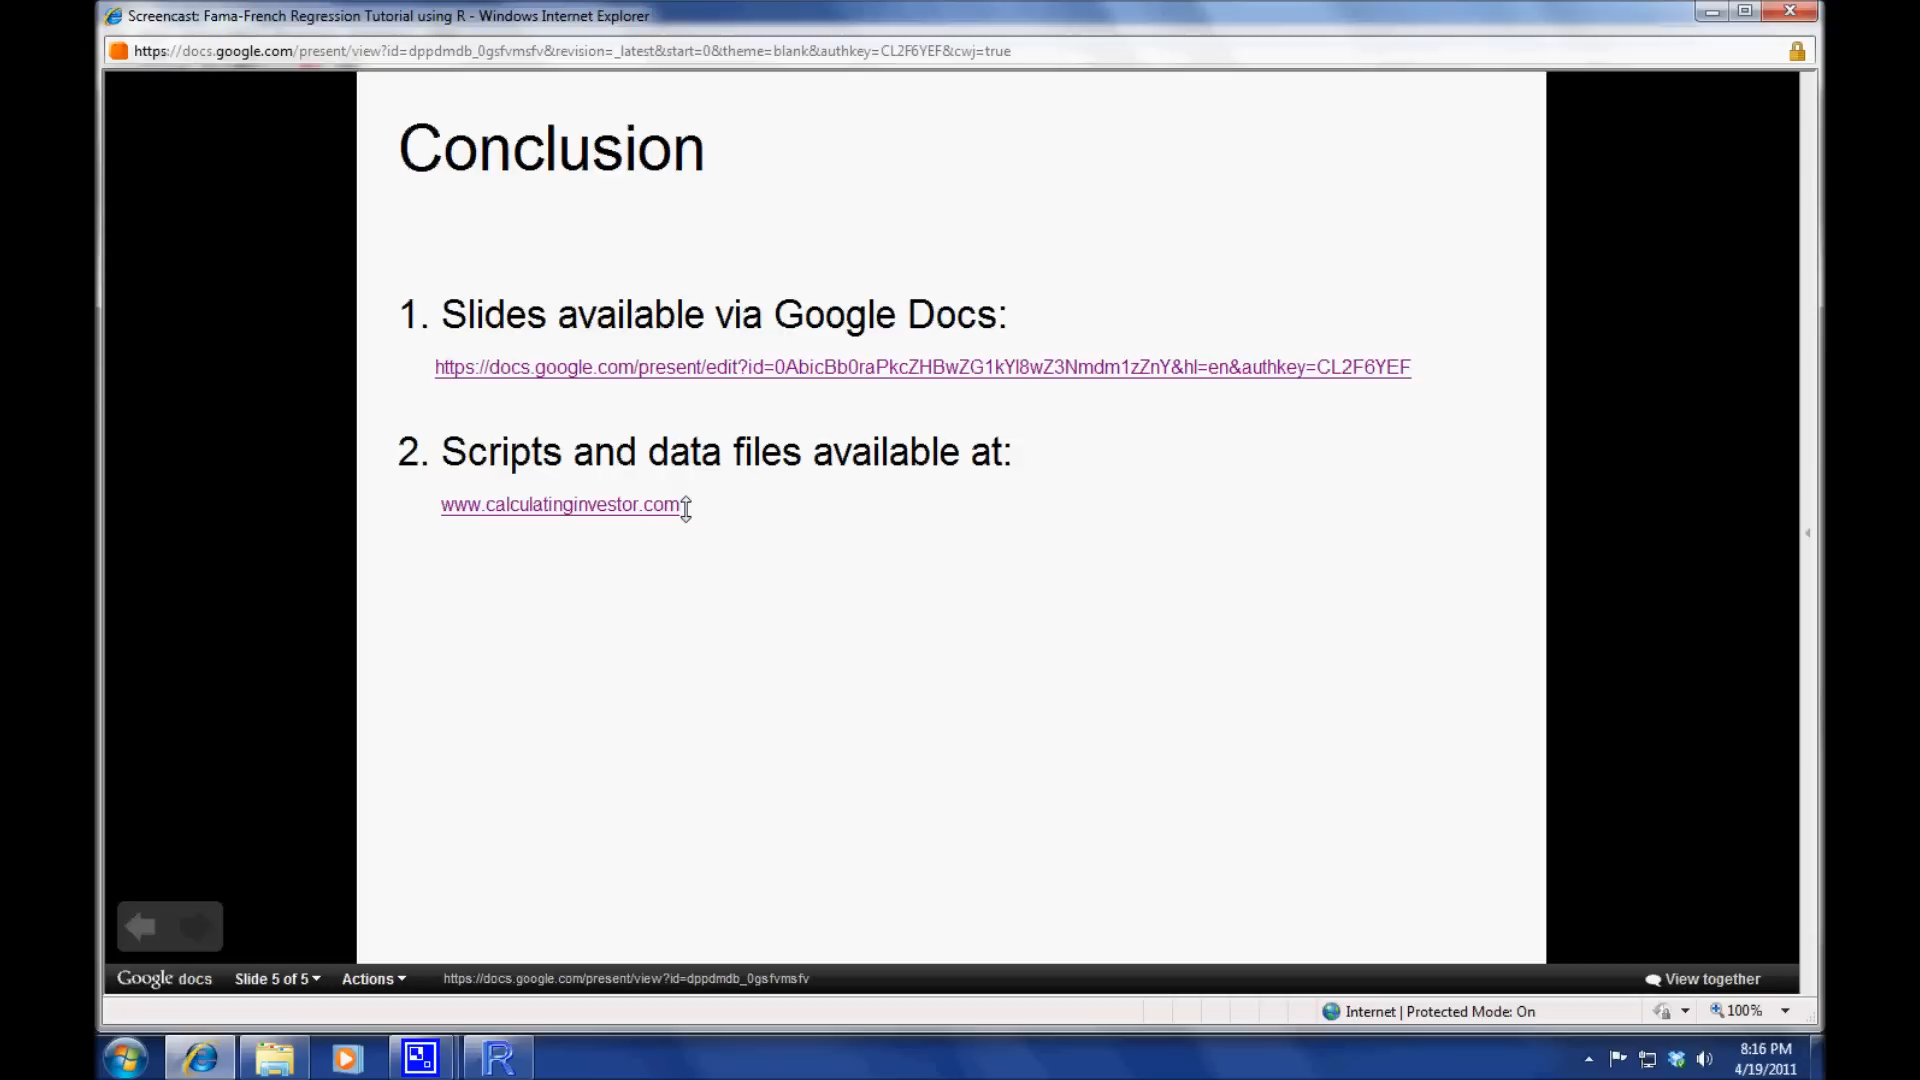 Screencast: Fama-French Regression Tutorial using R - Windows Internet Explorer
https://docs.google.com/present/view?id=dppdmdb_0gsfvmsfv&revision=_latest&start=0&theme=blank&authkey=CL2F6YEF&cwj=true
Conclusion
1. Slides available via Google Docs:
https://docs.google.com/present/edit?id=0AbicBb0raPkcZHBwZG1kYl8wZ3Nmdm1zZnY&hl=en&authkey=CL2F6YEF
2. Scripts and data files available at:
www.calculatinginvestor.com
Google docs Slide 5 of 5 Actions https://docs.google.com/present/view?id=dppdmdb_0gsfvmsfv View together
Internet | Protected Mode: On 100%
8:16 PM
4/19/2011